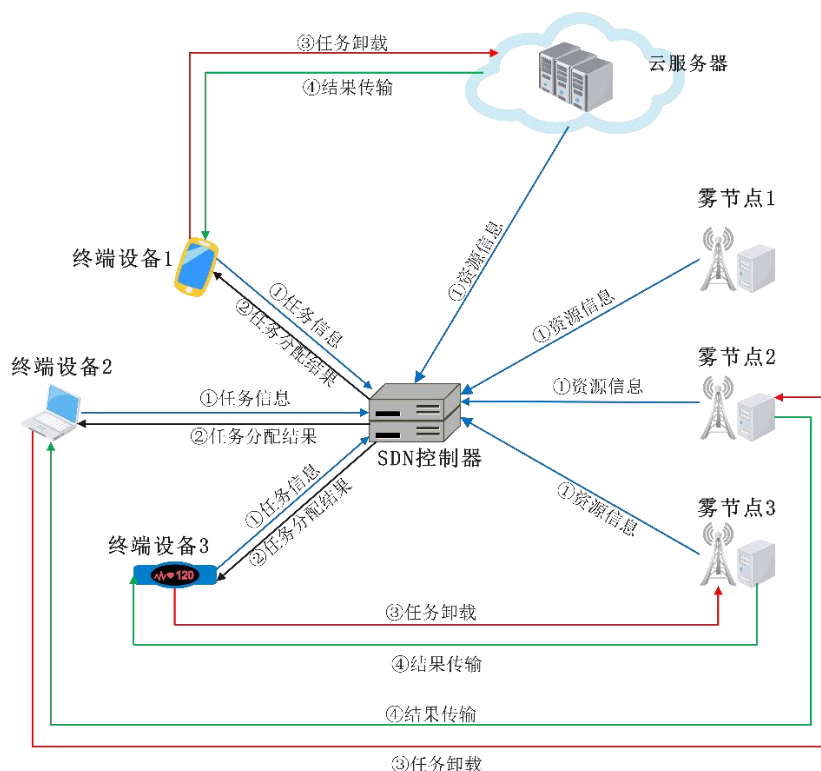 ③任务卸载
云服务器
④结果传输
雾节点1
终端设备1
①资源信息
①任务信息
①资源信息
②任务分配结果
雾节点2
终端设备2
①资源信息
①任务信息
②任务分配结果
SDN控制器
①任务信息
①资源信息
雾节点3
②任务分配结果
终端设备3
120
③任务卸载
④结果传输
④结果传输
③任务卸载